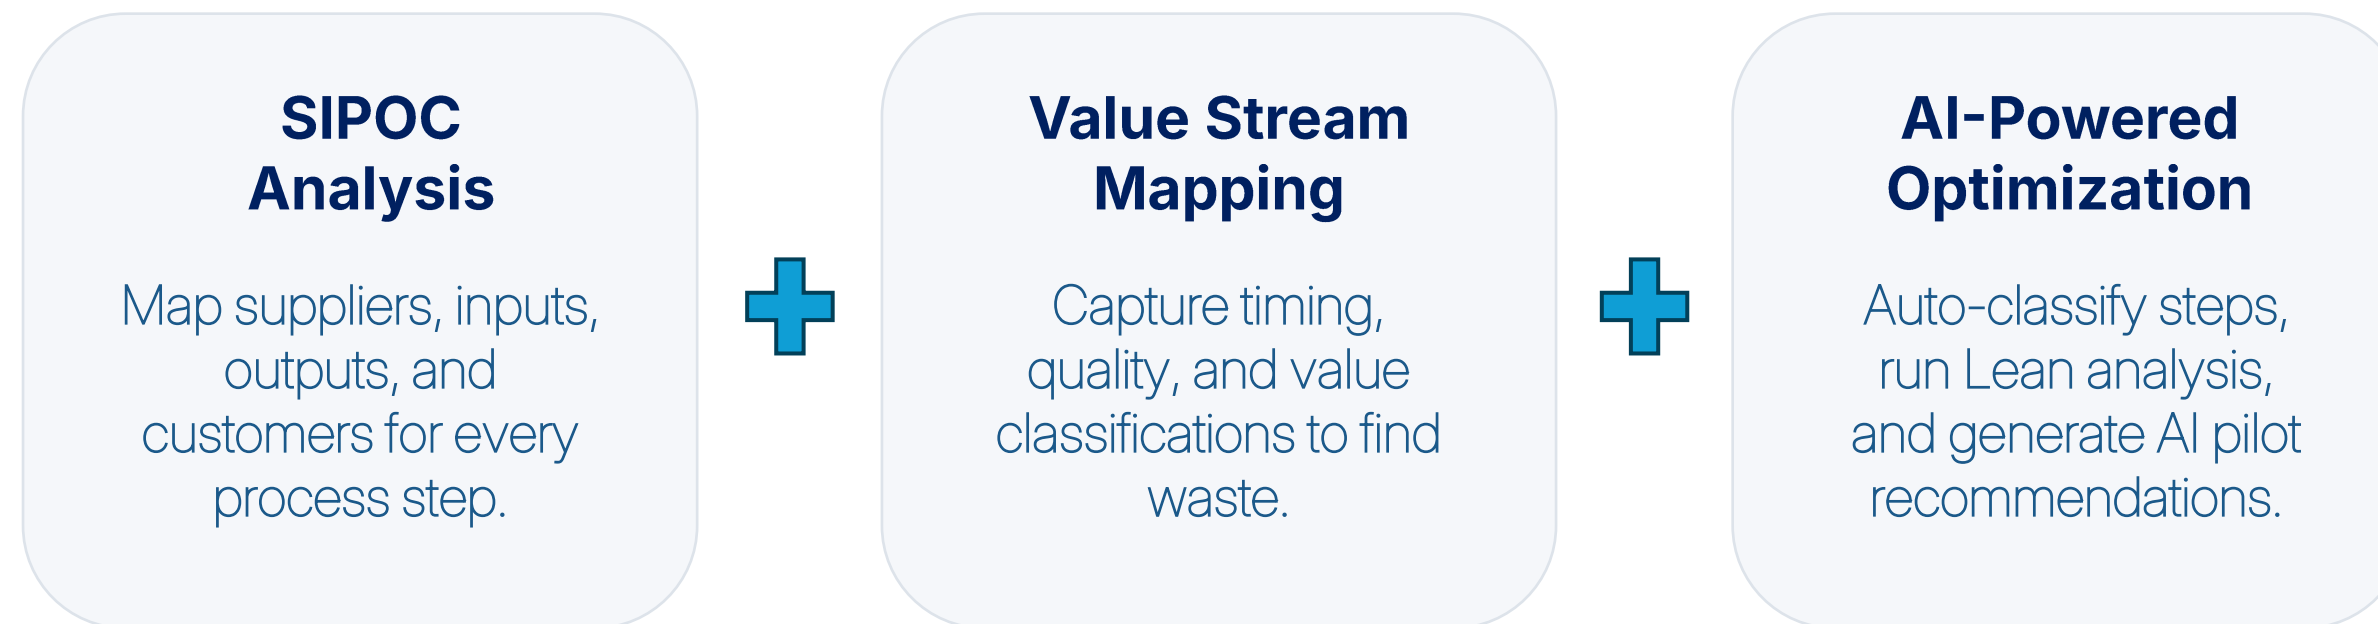 SIPOC
Analysis
Map suppliers, inputs,
outputs, and
customers for every
process step.
Value Stream
Mapping
Capture timing,
quality, and value
classifications to find
waste.
AI-Powered
Optimization
Auto-classify steps,
run Lean analysis,
and generate AI pilot
recommendations.